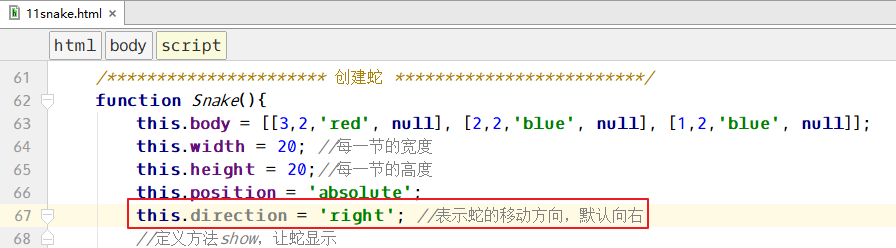 11snake.html ×
html body script
61 /********************** 创建蛇 *************************/
62 function Snake(){
63 this.body = [[3,2,'red', null], [2,2,'blue', null], [1,2,'blue', null]];
64 this.width = 20; //每一节的宽度
65 this.height = 20;//每一节的高度
66 this.position = 'absolute';
67 this.direction = 'right'; //表示蛇的移动方向，默认向右
68 //定义方法show，让蛇显示